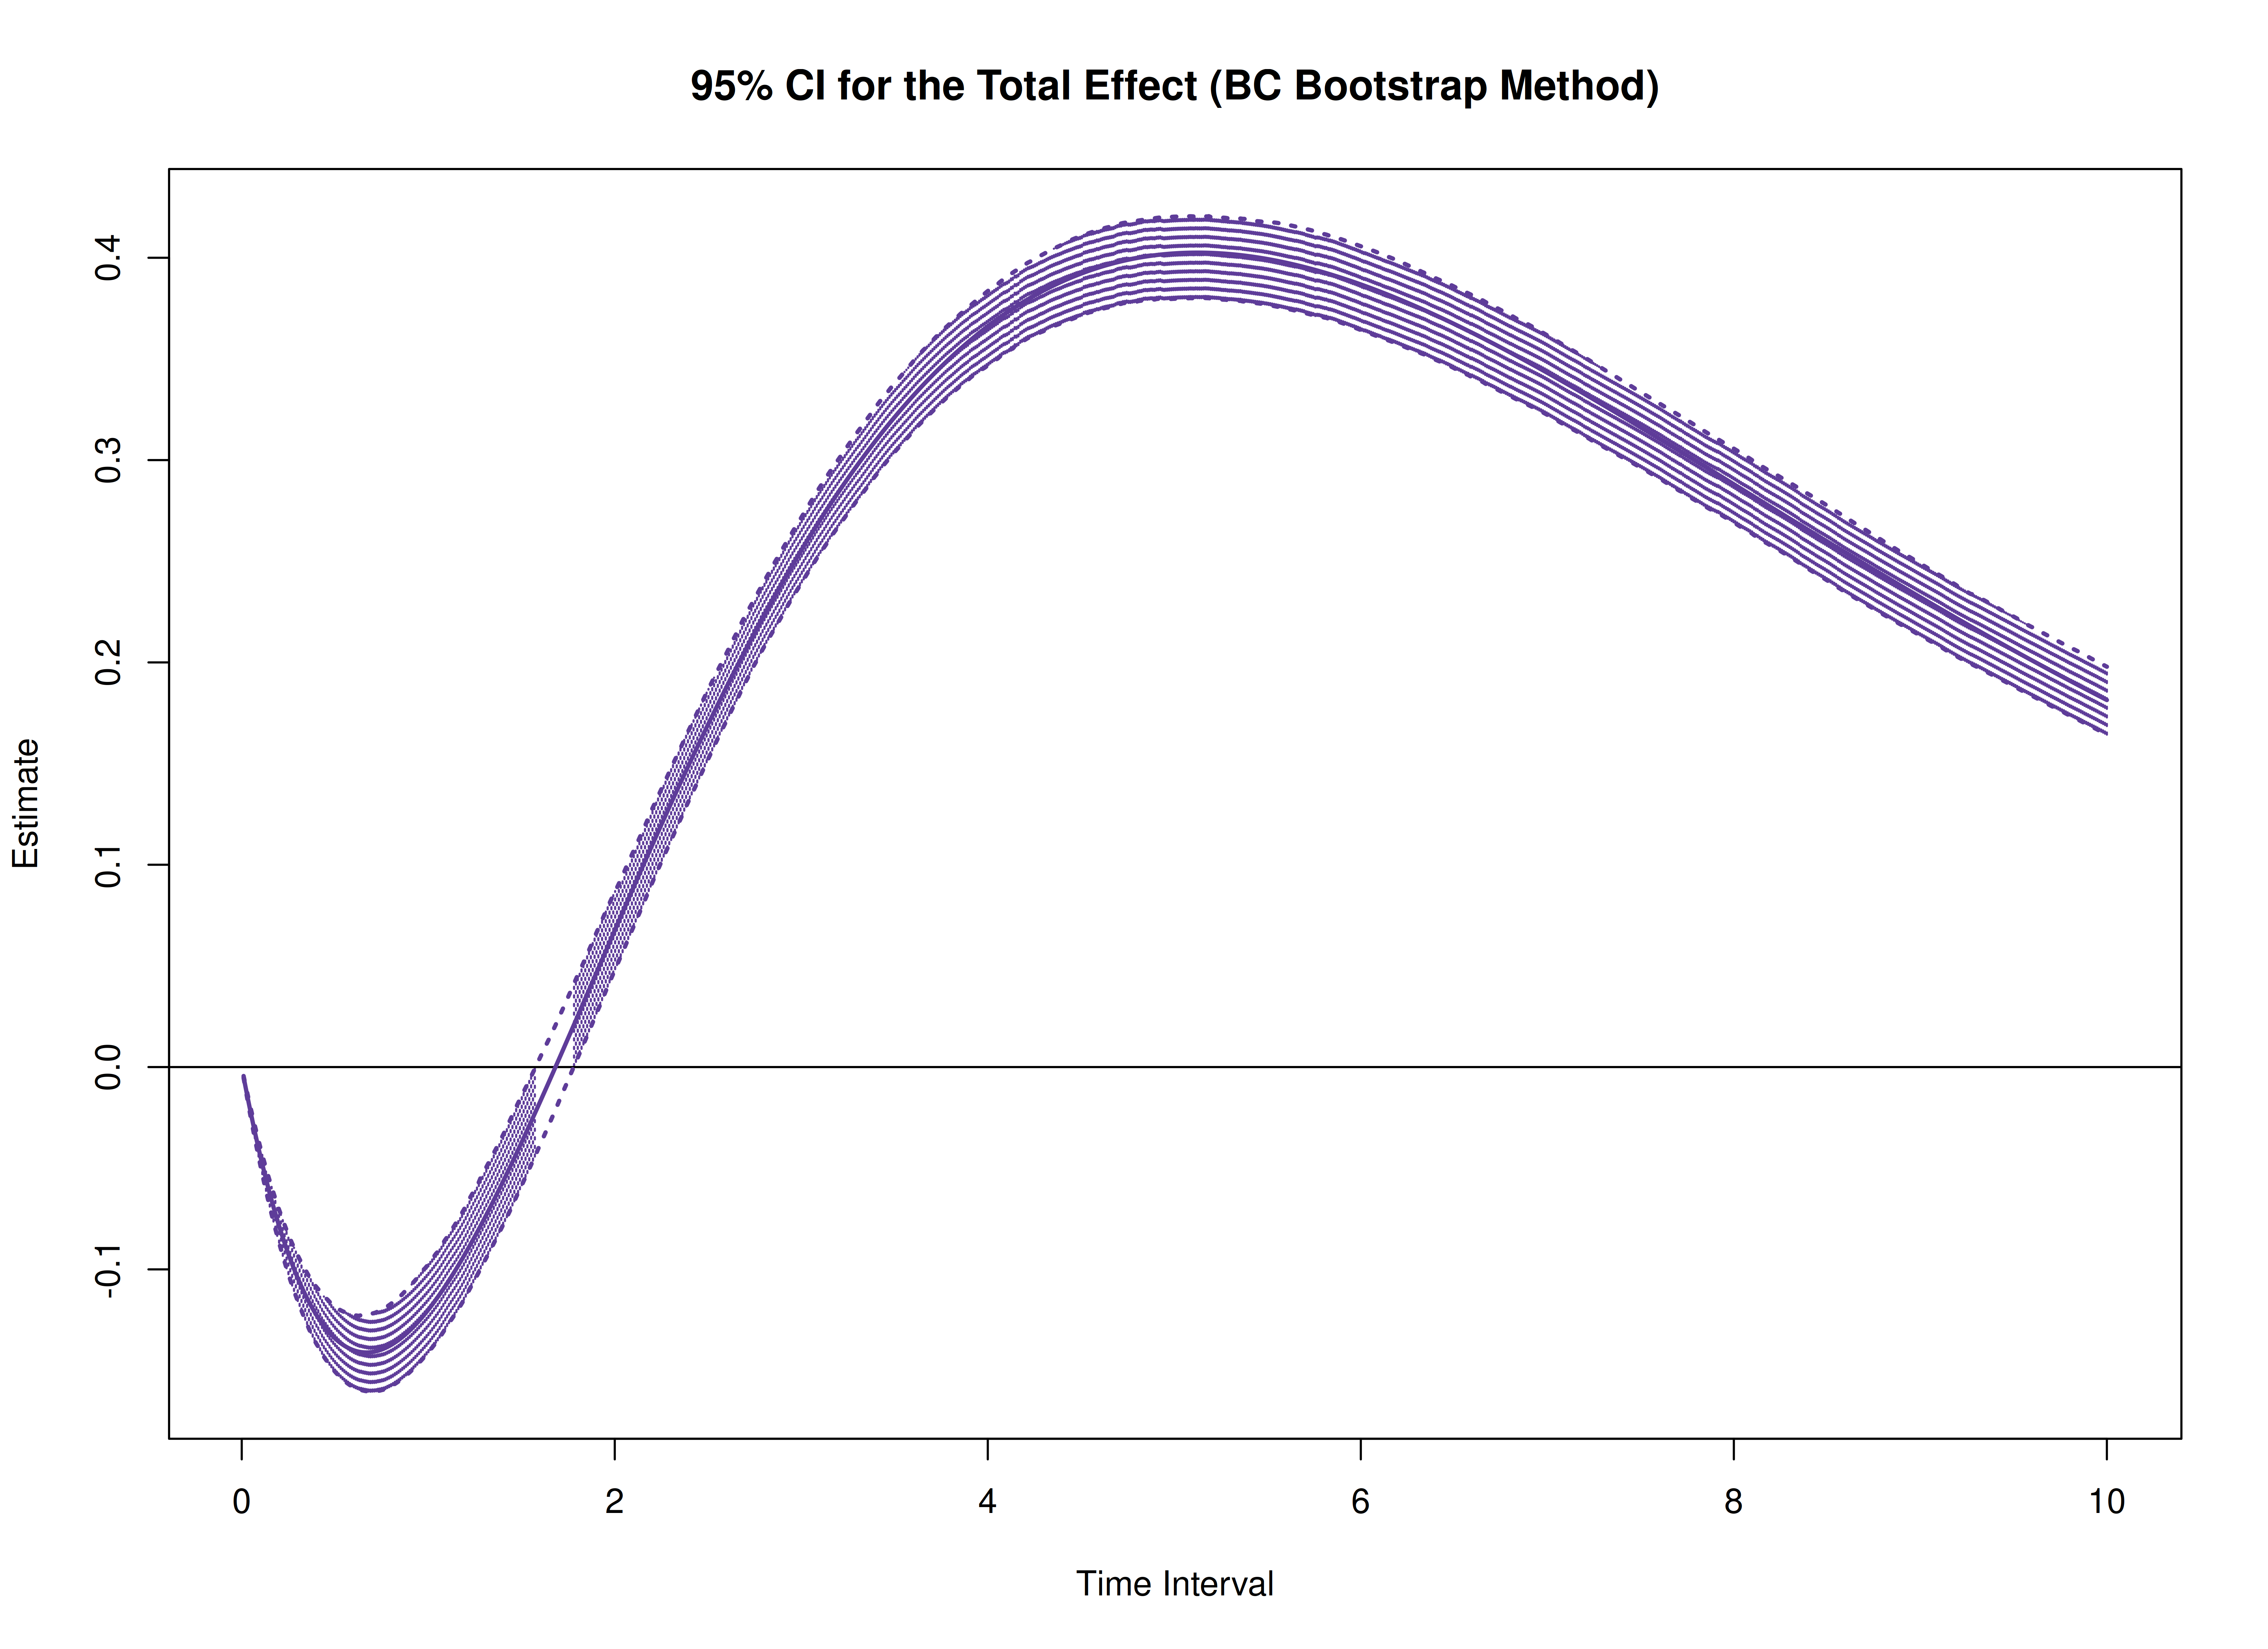 95% CI for the Total Effect (BC Bootstrap Method)
0.4
0.3
0.2
0.1
0.0
-0.1
Estimate
0 2 4 6 8 10
Time Interval